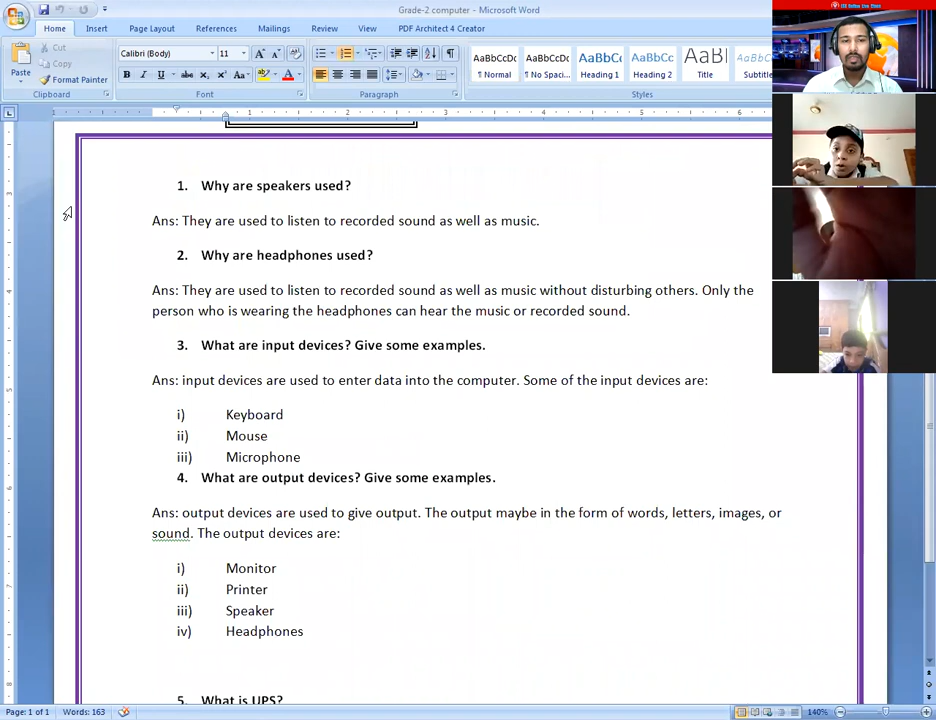 Grade-2 computer - Microsoft Word
Home Insert Page Layout References Mailings Review View PDF Architect 4 Creator
Paste
Cut
Copy
Format Painter
Clipboard
Calibri (Body) 11
Font
Paragraph
AaBbCcDc AaBbCcDc AaBbCc AaBbCc AaBl AaBbCc
¶ Normal ¶ No Spaci... Heading 1 Heading 2 Title Subtitle
Styles
1. Why are speakers used?
Ans: They are used to listen to recorded sound as well as music.
2. Why are headphones used?
Ans: They are used to listen to recorded sound as well as music without disturbing others. Only the
person who is wearing the headphones can hear the music or recorded sound.
3. What are input devices? Give some examples.
Ans: input devices are used to enter data into the computer. Some of the input devices are:
i) Keyboard
ii) Mouse
iii) Microphone
4. What are output devices? Give some examples.
Ans: output devices are used to give output. The output maybe in the form of words, letters, images, or
sound. The output devices are:
i) Monitor
ii) Printer
iii) Speaker
iv) Headphones
5. What is UPS?
Page: 1 of 1 Words: 163 140%